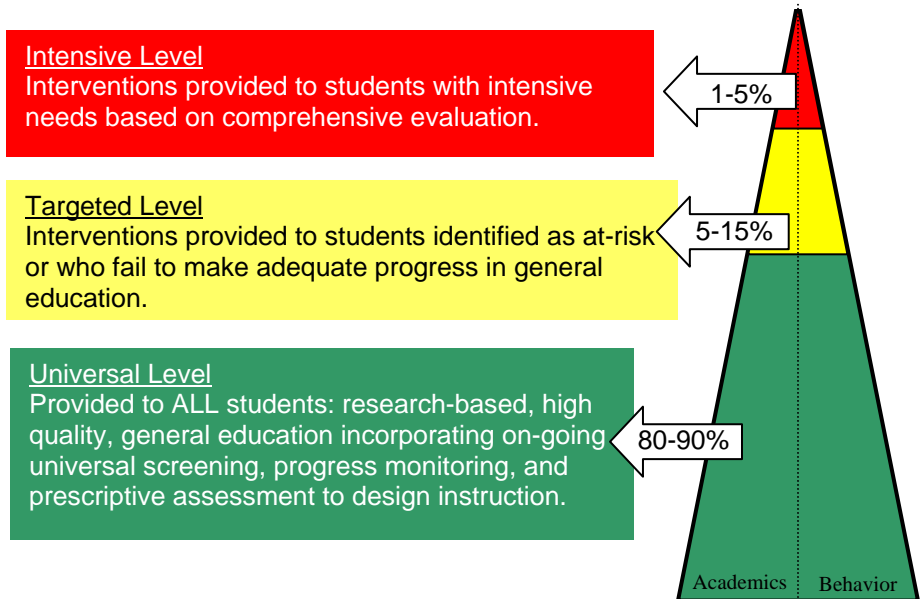 Intensive Level
Interventions provided to students with intensive
needs based on comprehensive evaluation.
1-5%
Targeted Level
Interventions provided to students identified as at-risk
or who fail to make adequate progress in general
education.
5-15%
Universal Level
Provided to ALL students: research-based, high
quality, general education incorporating on-going
universal screening, progress monitoring, and
prescriptive assessment to design instruction.
80-90%
Academics
Behavior